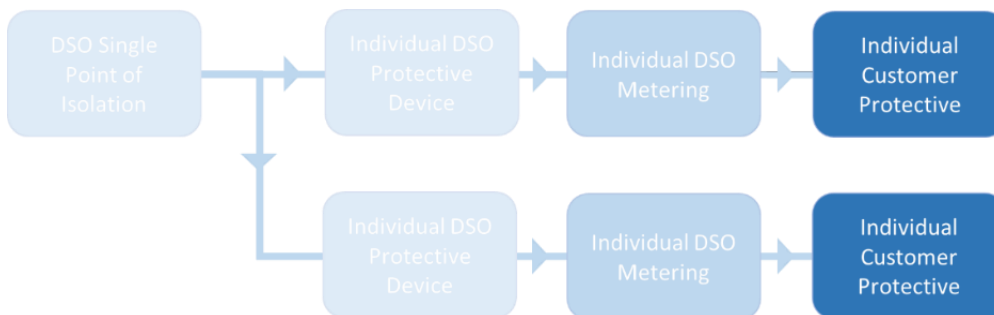 DSO Single
Point of
Isolation
Individual DSO
Protective
Device
Individual DSO
Metering
Individual
Customer
Protective
Individual DSO
Protective
Device
Individual DSO
Metering
Individual
Customer
Protective